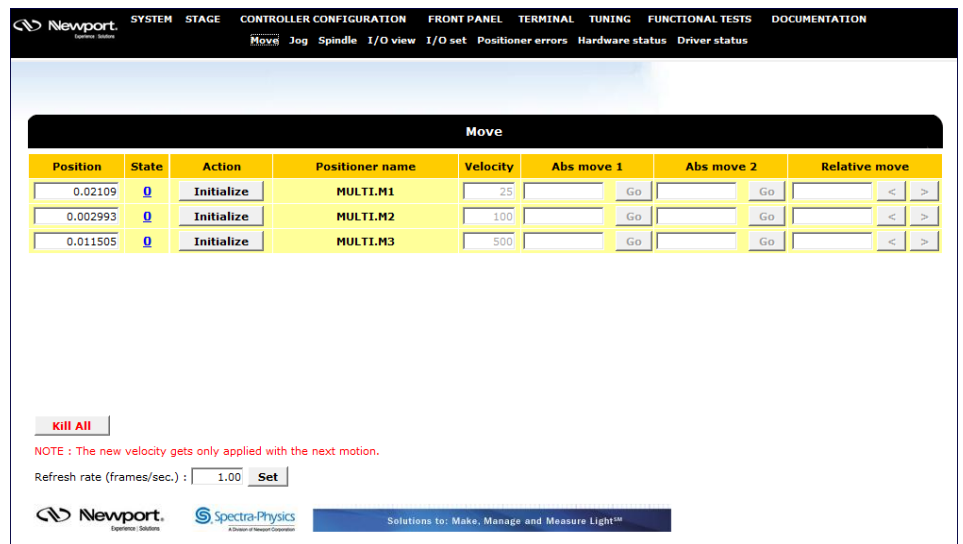 Newport. SYSTEM STAGE CONTROLLER CONFIGURATION FRONT PANEL TERMINAL TUNING FUNCTIONAL TESTS DOCUMENTATION
Experience | Solutions
Move Jog Spindle I/O view I/O set Positioner errors Hardware status Driver status
Move
Position State Action Positioner name Velocity Abs move 1 Abs move 2 Relative move
0.02109 0 Initialize MULTI.M1 25 Go Go < >
0.002993 0 Initialize MULTI.M2 100 Go Go < >
0.011505 0 Initialize MULTI.M3 500 Go Go < >
Kill All
NOTE : The new velocity gets only applied with the next motion.
Refresh rate (frames/sec.) : 1.00 Set
Newport. Spectra-Physics Solutions to: Make, Manage and Measure Light℠
Experience | Solutions A Division of Newport Corporation